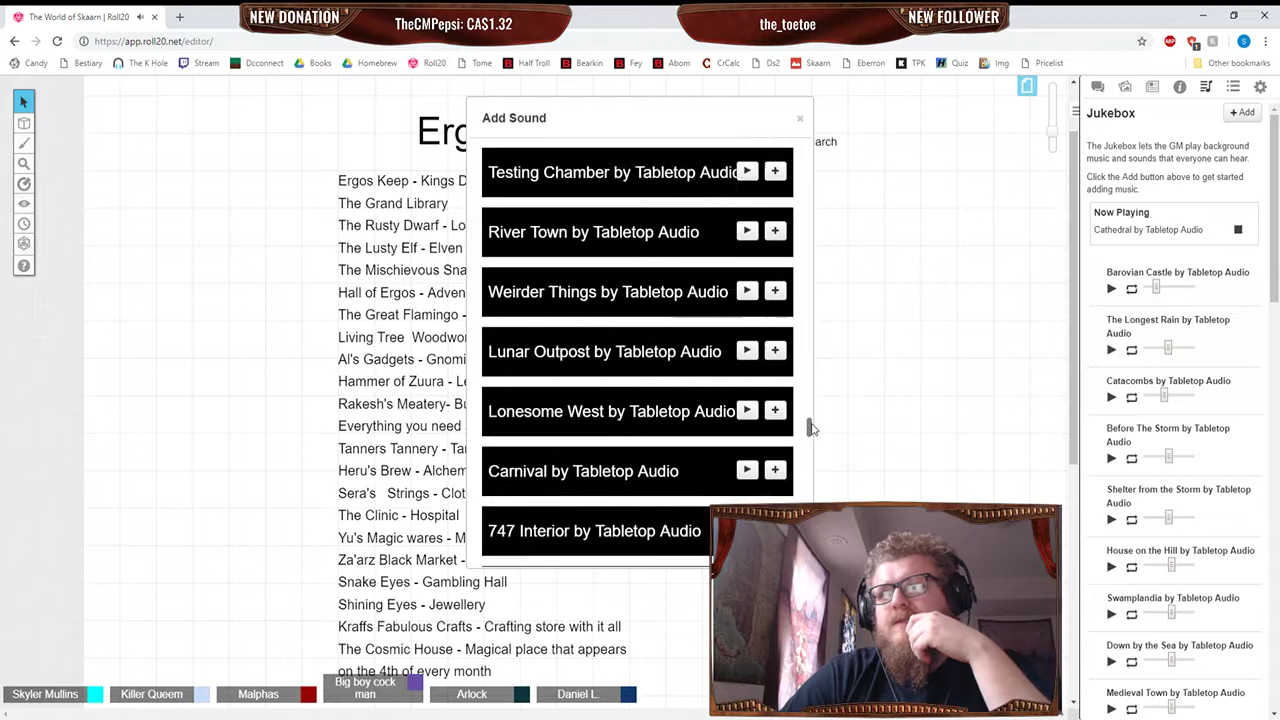 The World of Skaarn | Roll20
NEW DONATION
TheCMPepsi: CA$1.32
the_toetoe
NEW FOLLOWER
https://app.roll20.net/editor/
ABP
S
Candy
Bestiary
The K Hole
Stream
Dcconnect
Books
Homebrew
Roll20
Tome
Half Troll
Bearkin
Fey
Abom
CrCalc
Ds2
Skaarn
Eberron
TPK
Quiz
Img
Pricelist
Other bookmarks
Erg
arch
Ergos Keep - Kings D
The Grand Library
The Rusty Dwarf - Lo
The Lusty Elf - Elven
The Mischievous Sna
Hall of Ergos - Adven
The Great Flamingo -
Living Tree Woodwor
Al's Gadgets - Gnomi
Hammer of Zuura - Le
Rakesh's Meatery- Bu
Everything you need
Tanners Tannery - Tan
Heru's Brew - Alchem
Sera's Strings - Clot
The Clinic - Hospital
Yu's Magic wares - M
Za'arz Black Market -
Snake Eyes - Gambling Hall
Shining Eyes - Jewellery
Kraffs Fabulous Crafts - Crafting store with it all
The Cosmic House - Magical place that appears
on the 4th of every month
Add Sound
×
Testing Chamber by Tabletop Audio
River Town by Tabletop Audio
Weirder Things by Tabletop Audio
Lunar Outpost by Tabletop Audio
Lonesome West by Tabletop Audio
Carnival by Tabletop Audio
747 Interior by Tabletop Audio
Jukebox
+ Add
The Jukebox lets the GM play background
music and sounds that everyone can hear.
Click the Add button above to get started
adding music.
Now Playing
Cathedral by Tabletop Audio
Barovian Castle by Tabletop Audio
The Longest Rain by Tabletop
Audio
Catacombs by Tabletop Audio
Before The Storm by Tabletop
Audio
Shelter from the Storm by Tabletop
Audio
House on the Hill by Tabletop Audio
Swamplandia by Tabletop Audio
Down by the Sea by Tabletop Audio
Medieval Town by Tabletop Audio
Skyler Mullins
Killer Queem
Malphas
Big boy cock
man
Arlock
Daniel L.